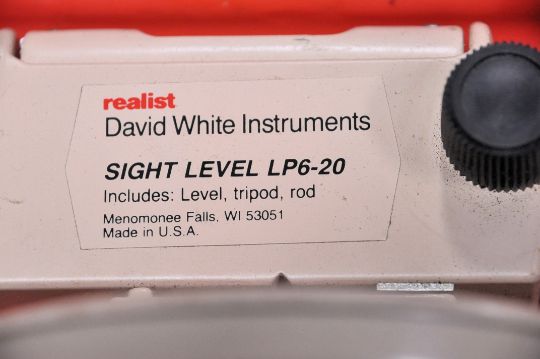 realist
David White Instruments
SIGHT LEVEL LP6-20
Includes: Level, tripod, rod
Menomonee Falls, WI 53051
Made in U.S.A.